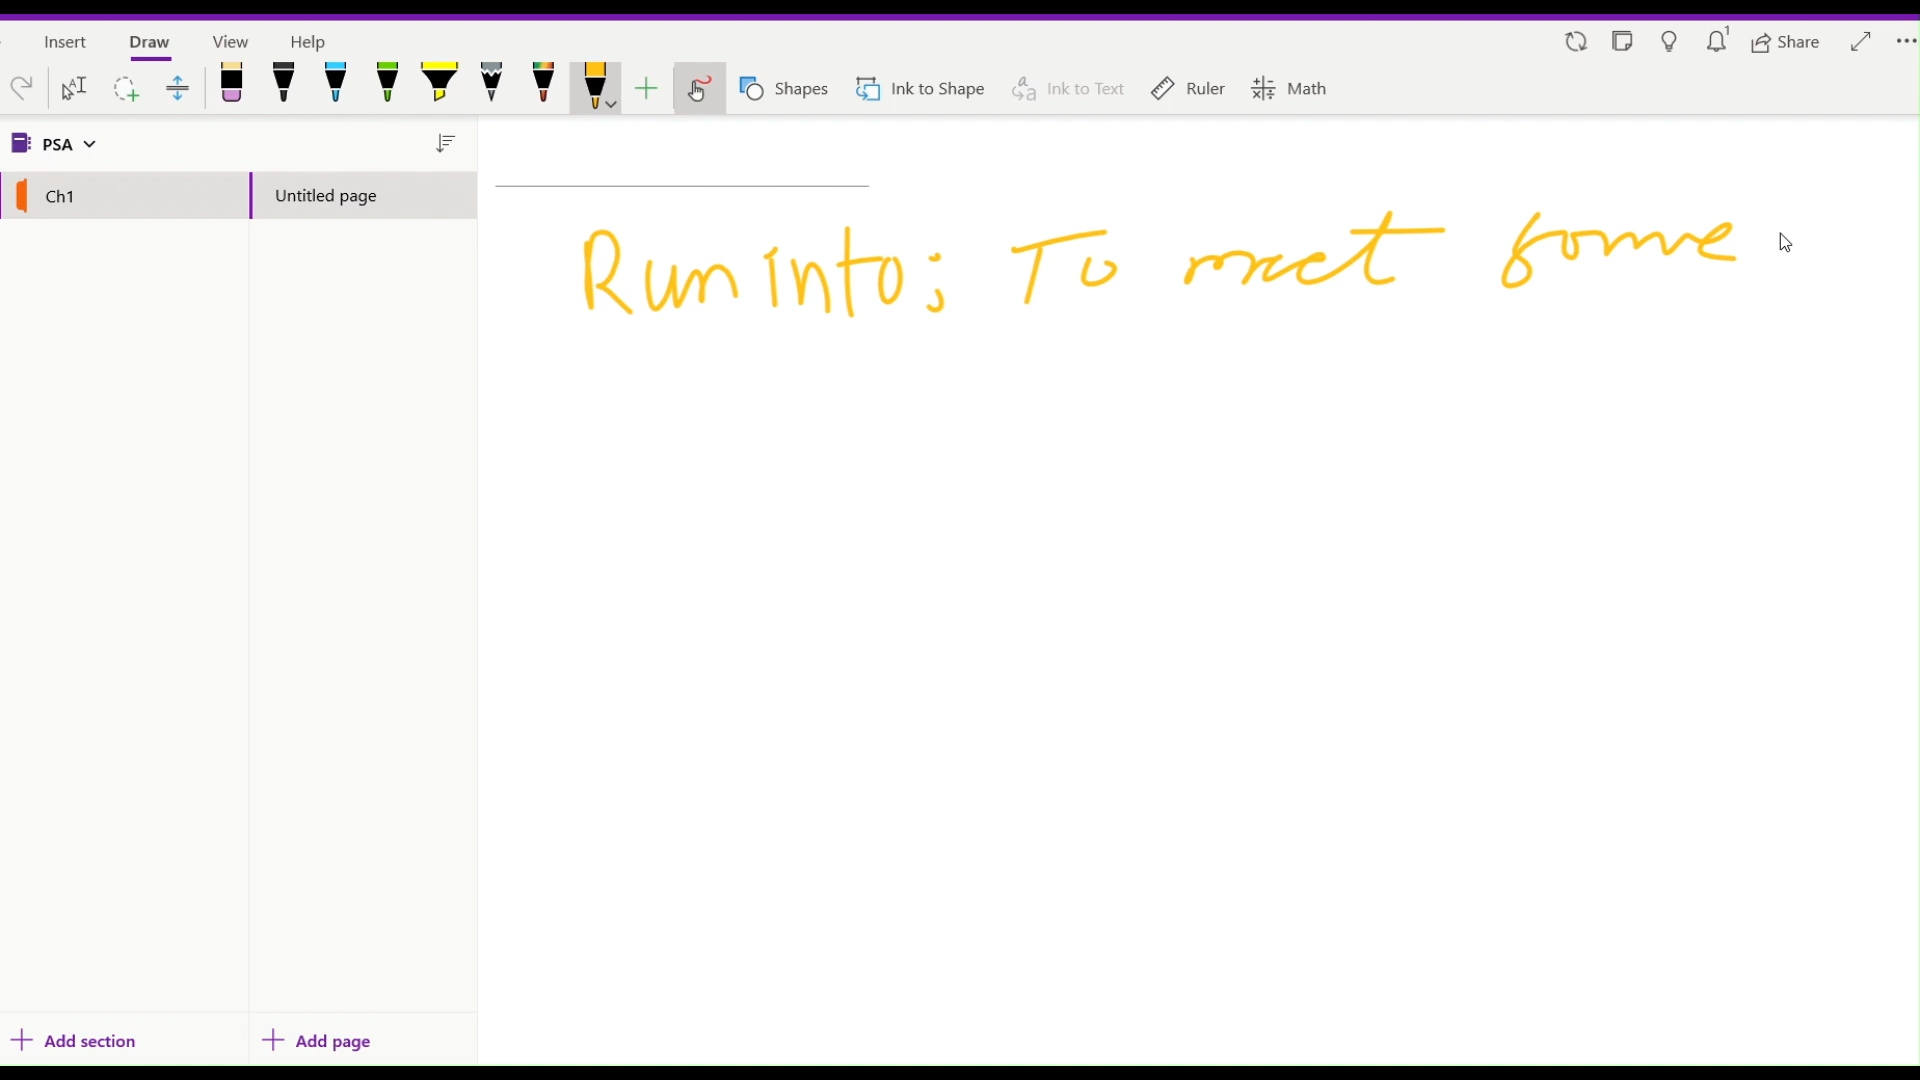 Insert Draw View Help 1 Share
Shapes Ink to Shape Ink to Text Ruler Math
PSA
Ch1 Untitled page
Run into; To meet some
Add section Add page